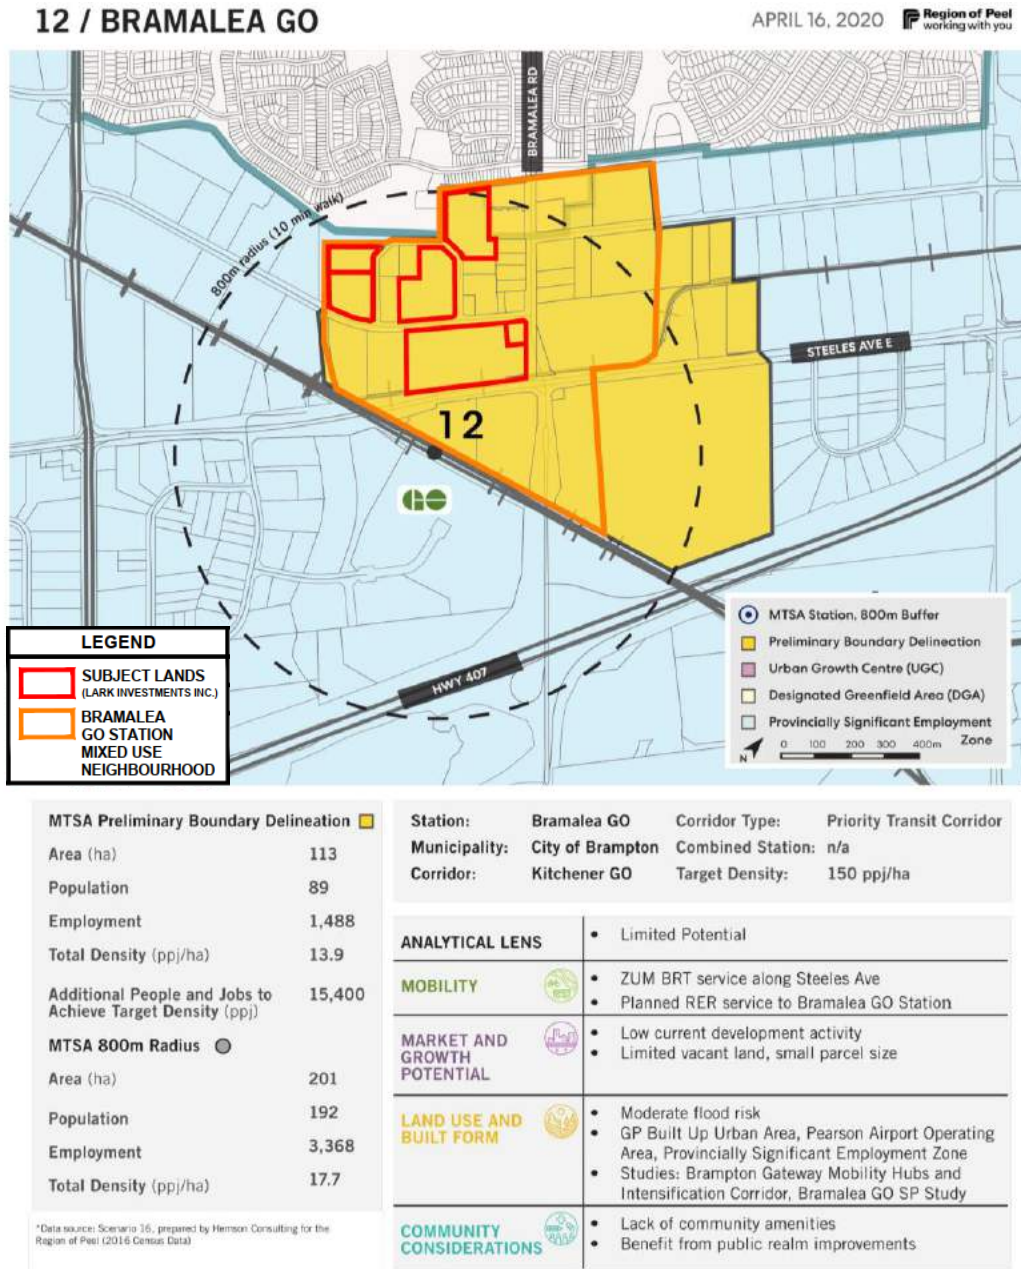 12 / BRAMALEA GO
APRIL 16, 2020
Region of Peel
working with you
BRAMALEA RD
800m radius (10 min walk)
STEELES AVE E
12
GO
HWY 407
LEGEND
SUBJECT LANDS
(LARK INVESTMENTS INC.)
BRAMALEA
GO STATION
MIXED USE
NEIGHBOURHOOD
MTSA Station, 800m Buffer
Preliminary Boundary Delineation
Urban Growth Centre (UGC)
Designated Greenfield Area (DGA)
Provincially Significant Employment
Zone
N
0 100 200 300 400m
MTSA Preliminary Boundary Delineation
Area (ha) 113
Population 89
Employment 1,488
Total Density (ppj/ha) 13.9
Additional People and Jobs to 15,400
Achieve Target Density (ppj)
MTSA 800m Radius
Area (ha) 201
Population 192
Employment 3,368
Total Density (ppj/ha) 17.7
*Data source: Scenario 16, prepared by Hemson Consulting for the
Region of Peel (2016 Census Data)
Station: Bramalea GO Corridor Type: Priority Transit Corridor
Municipality: City of Brampton Combined Station: n/a
Corridor: Kitchener GO Target Density: 150 ppj/ha
ANALYTICAL LENS
• Limited Potential
MOBILITY
• ZUM BRT service along Steeles Ave
• Planned RER service to Bramalea GO Station
MARKET AND
GROWTH
POTENTIAL
• Low current development activity
• Limited vacant land, small parcel size
LAND USE AND
BUILT FORM
• Moderate flood risk
• GP Built Up Urban Area, Pearson Airport Operating
Area, Provincially Significant Employment Zone
• Studies: Brampton Gateway Mobility Hubs and
Intensification Corridor, Bramalea GO SP Study
COMMUNITY
CONSIDERATIONS
• Lack of community amenities
• Benefit from public realm improvements